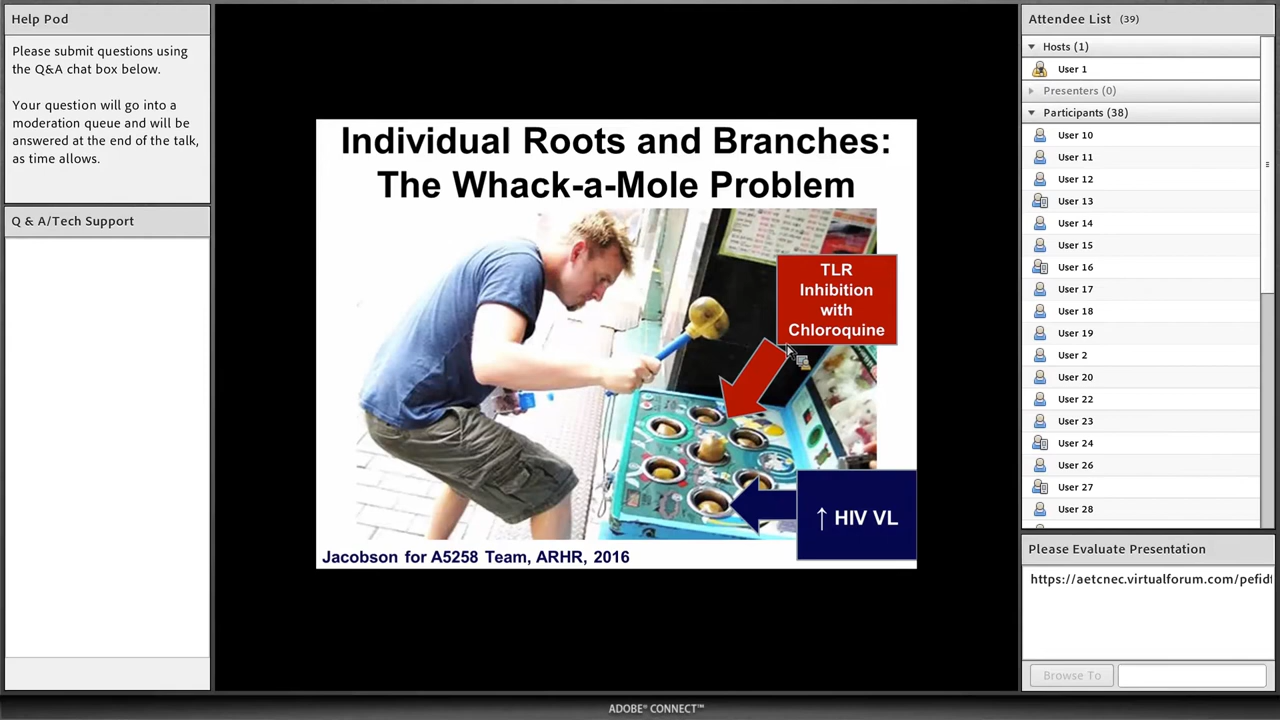 Help Pod
Please submit questions using
the Q&A chat box below.
Your question will go into a
moderation queue and will be
answered at the end of the talk,
as time allows.
Q & A/Tech Support
Individual Roots and Branches:
The Whack-a-Mole Problem
TLR
Inhibition
with
Chloroquine
↑ HIV VL
Jacobson for A5258 Team, ARHR, 2016
Attendee List (39)
Hosts (1)
User 1
Presenters (0)
Participants (38)
User 10
User 11
User 12
User 13
User 14
User 15
User 16
User 17
User 18
User 19
User 2
User 20
User 22
User 23
User 24
User 26
User 27
User 28
Please Evaluate Presentation
https://aetcnec.virtualforum.com/pefidt
Browse To
ADOBE® CONNECT™